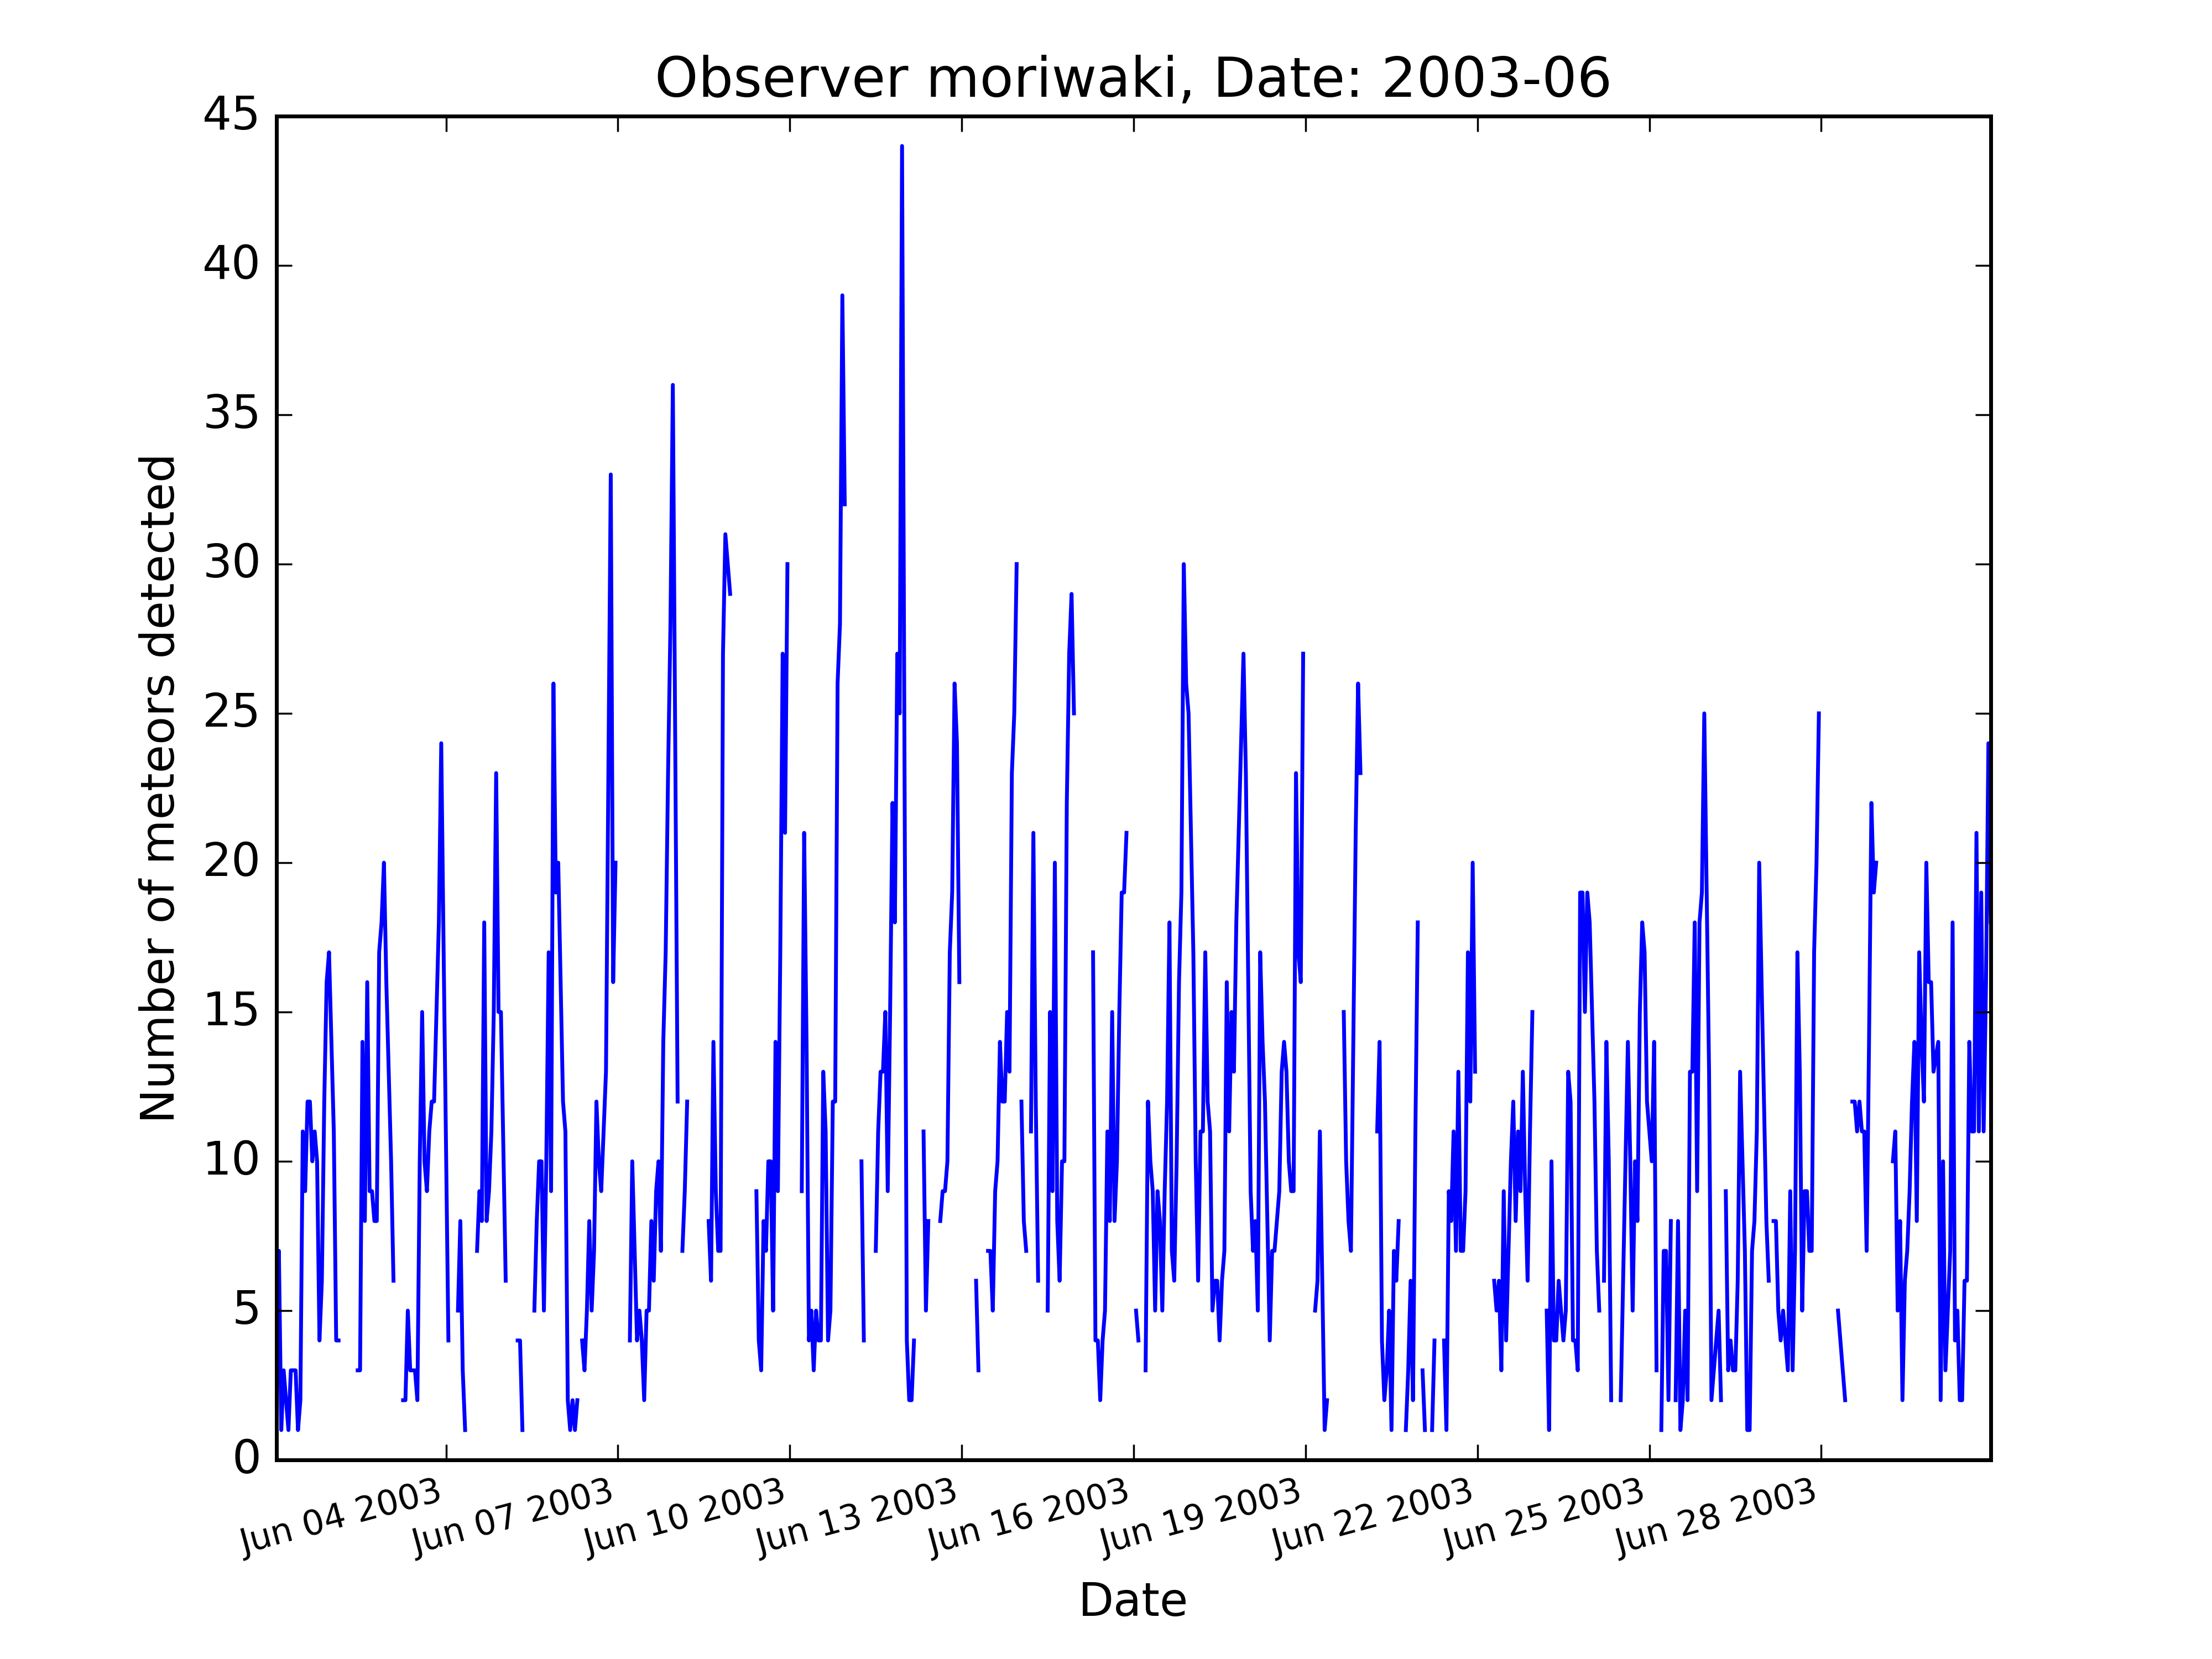 Observer moriwaki, Date: 2003-06
45
40
35
30
25
20
15
10
5
0
Number of meteors detected
Jun 04 2003
Jun 07 2003
Jun 10 2003
Jun 13 2003
Jun 16 2003
Jun 19 2003
Jun 22 2003
Jun 25 2003
Jun 28 2003
Date